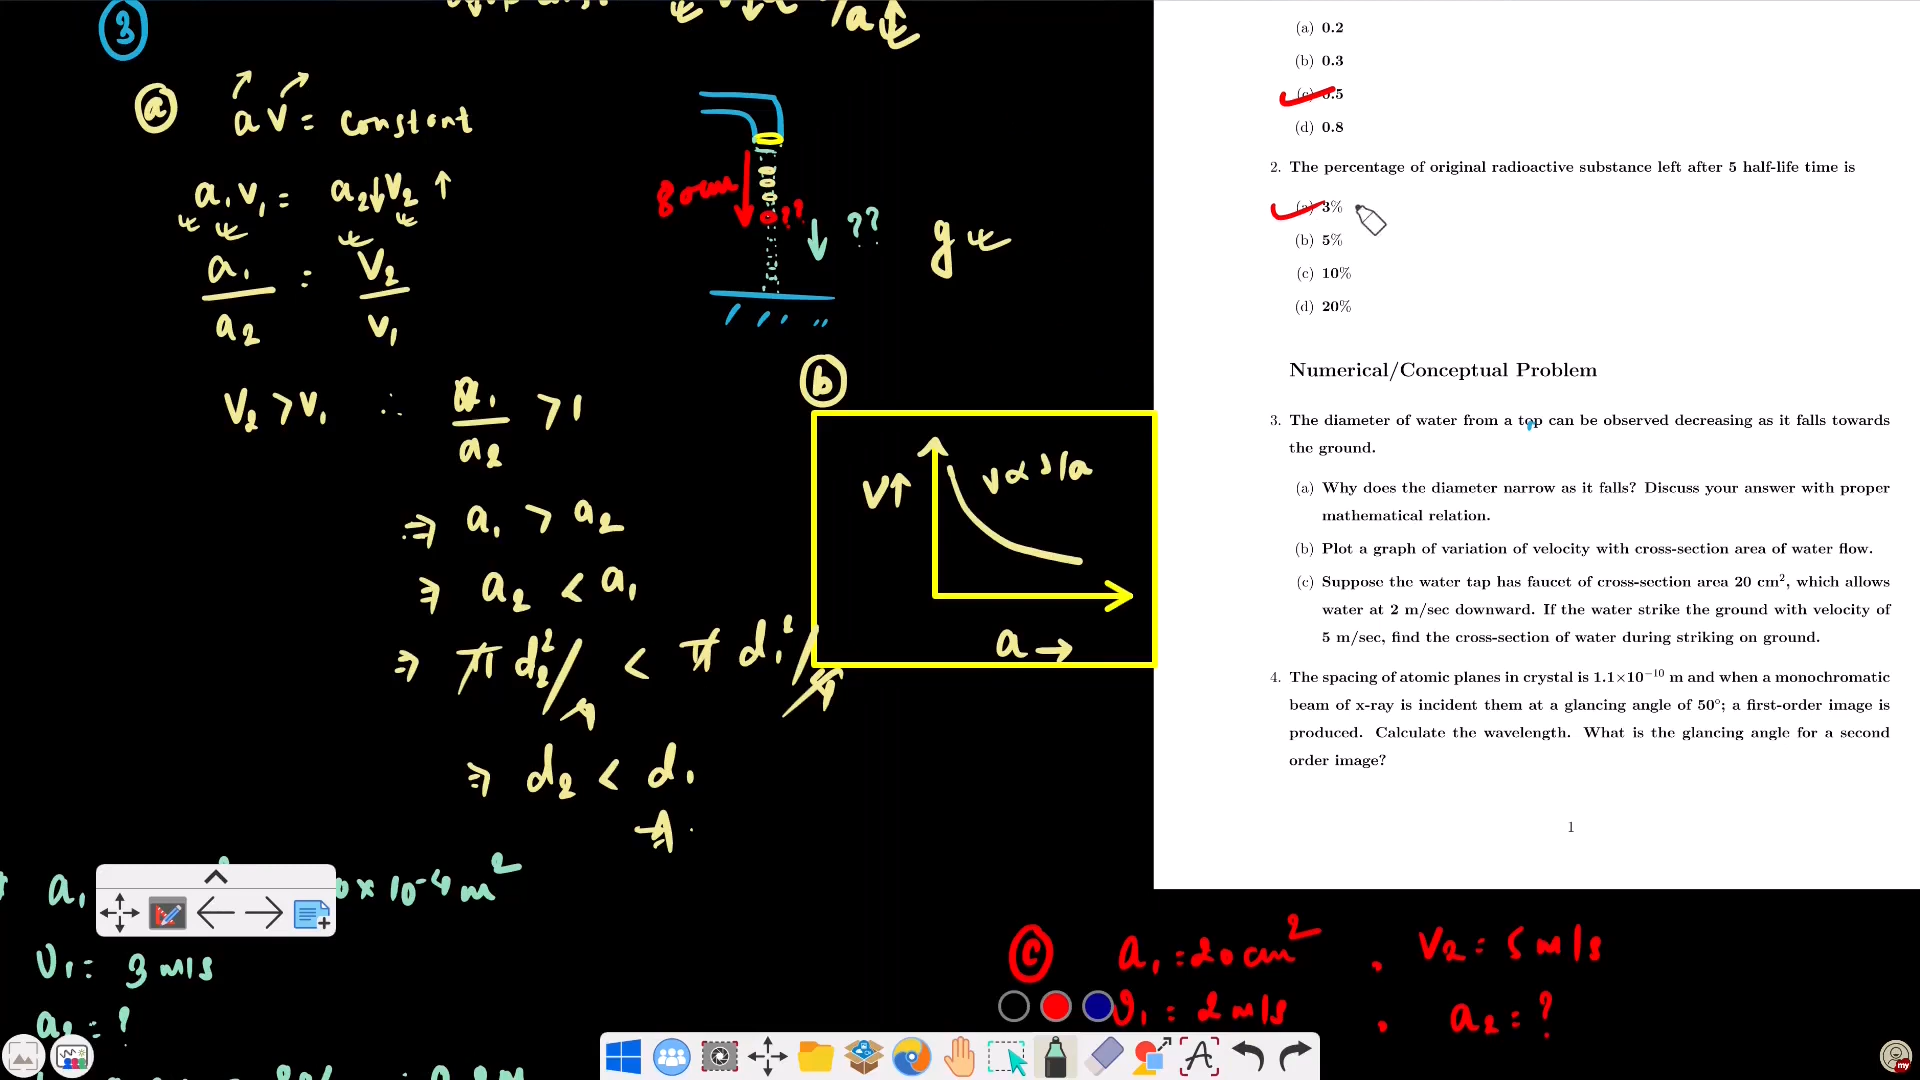 3
a
a v = constant
a₁v₁ = a₂↓v₂ ↑
a₁/a₂ = v₂/v₁
v₂ > v₁ ∴ a₁/a₂ > 1
⇒ a₁ > a₂
⇒ a₂ < a₁
⇒ πd₂²/4 < πd₁²/4
⇒ d₂ < d₁
80cm
??
??
g
b
v↑
v ∝ 1/a
a →
a₁
0 × 10⁻⁴ m²
v₁ = 3 m/s
a₂ = ?
c a₁ = 20 cm² , v₂ = 5 m/s
v₁ = 2 m/s , a₂ = ?
(a) 0.2
(b) 0.3
(c) 0.5
(d) 0.8
2. The percentage of original radioactive substance left after 5 half-life time is
(a) 3%
(b) 5%
(c) 10%
(d) 20%
Numerical/Conceptual Problem
3. The diameter of water from a top can be observed decreasing as it falls towards
the ground.
(a) Why does the diameter narrow as it falls? Discuss your answer with proper
mathematical relation.
(b) Plot a graph of variation of velocity with cross-section area of water flow.
(c) Suppose the water tap has faucet of cross-section area 20 cm², which allows
water at 2 m/sec downward. If the water strike the ground with velocity of
5 m/sec, find the cross-section of water during striking on ground.
4. The spacing of atomic planes in crystal is 1.1×10⁻¹⁰ m and when a monochromatic
beam of x-ray is incident them at a glancing angle of 50°; a first-order image is
produced. Calculate the wavelength. What is the glancing angle for a second
order image?
1